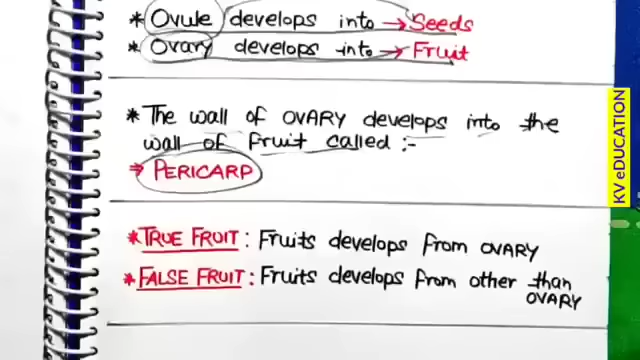 * Ovule develops into → Seeds
* Ovary develops into → Fruit
* The wall of OVARY develops into the
wall of fruit called :-
⇒ PERICARP
* TRUE FRUIT : Fruits develops from OVARY
* FALSE FRUIT : Fruits develops from other than
OVARY
KV eDUCATION